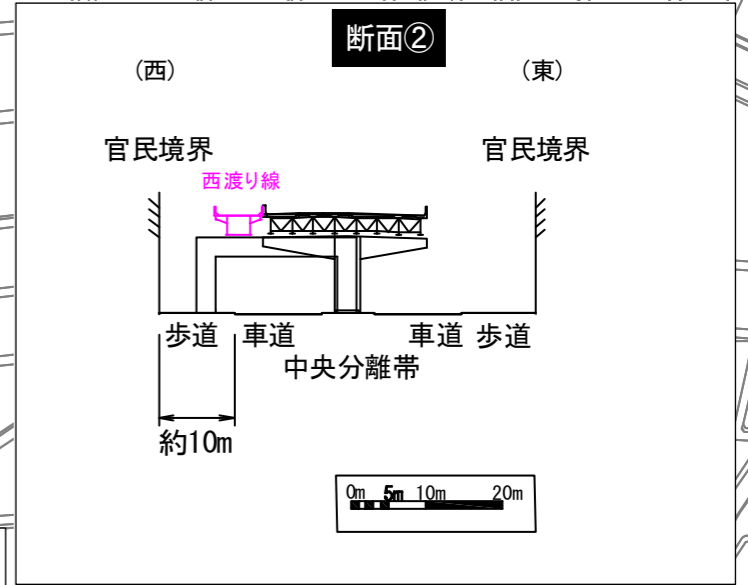 断面②
(西)
(東)
官民境界
官民境界
西渡り線
歩道 車道
車道 歩道
中央分離帯
約10m
0m 5m 10m 20m